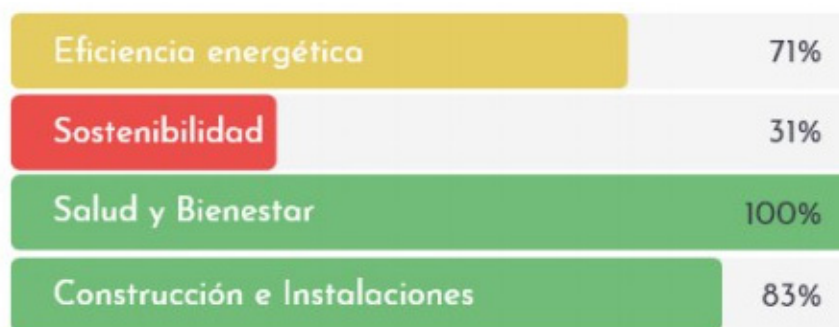 Eficiencia energética 71%
Sostenibilidad 31%
Salud y Bienestar 100%
Construcción e Instalaciones 83%